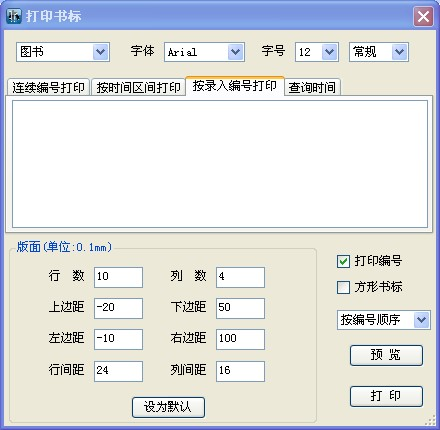 打印书标
图书 字体 Arial 字号 12 常规
连续编号打印 按时间区间打印 按录入编号打印 查询时间
版面(单位:0.1mm)
行 数 10 列 数 4
上边距 -20 下边距 50
左边距 -10 右边距 100
行间距 24 列间距 16
设为默认
打印编号
方形书标
按编号顺序
预 览
打 印